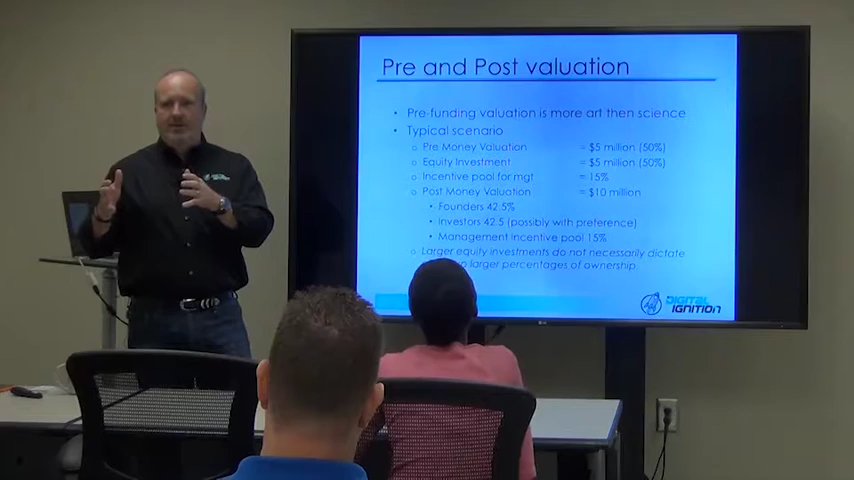 Pre and Post valuation
• Pre-funding valuation is more art then science
• Typical scenario
o Pre Money Valuation = $5 million (50%)
o Equity Investment = $5 million (50%)
o Incentive pool for mgt = 15%
o Post Money Valuation = $10 million
• Founders 42.5%
• Investors 42.5 (possibly with preference)
• Management Incentive pool 15%
o Larger equity investments do not necessarily dictate
larger percentages of ownership.
DIGITAL
IGNITION